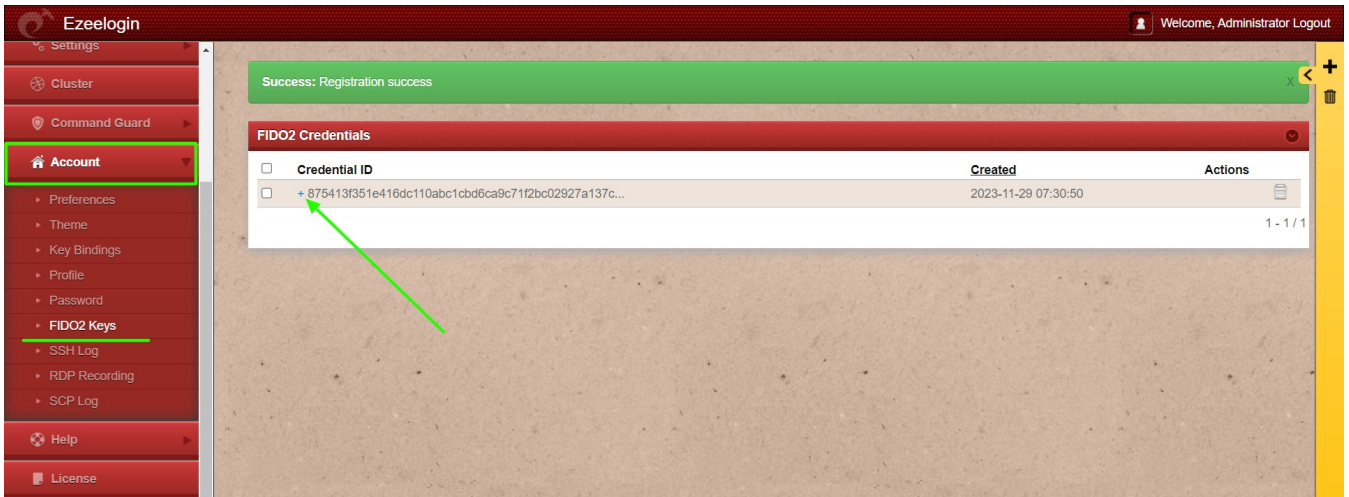 Ezeelogin
Welcome, Administrator Logout
Settings
Cluster
Command Guard
Account
Preferences
Theme
Key Bindings
Profile
Password
FIDO2 Keys
SSH Log
RDP Recording
SCP Log
Help
License
Success: Registration success
X
FIDO2 Credentials
Credential ID Created Actions
+ 875413f351e416dc110abc1cbd6ca9c71f2bc02927a137c... 2023-11-29 07:30:50
1 - 1 / 1